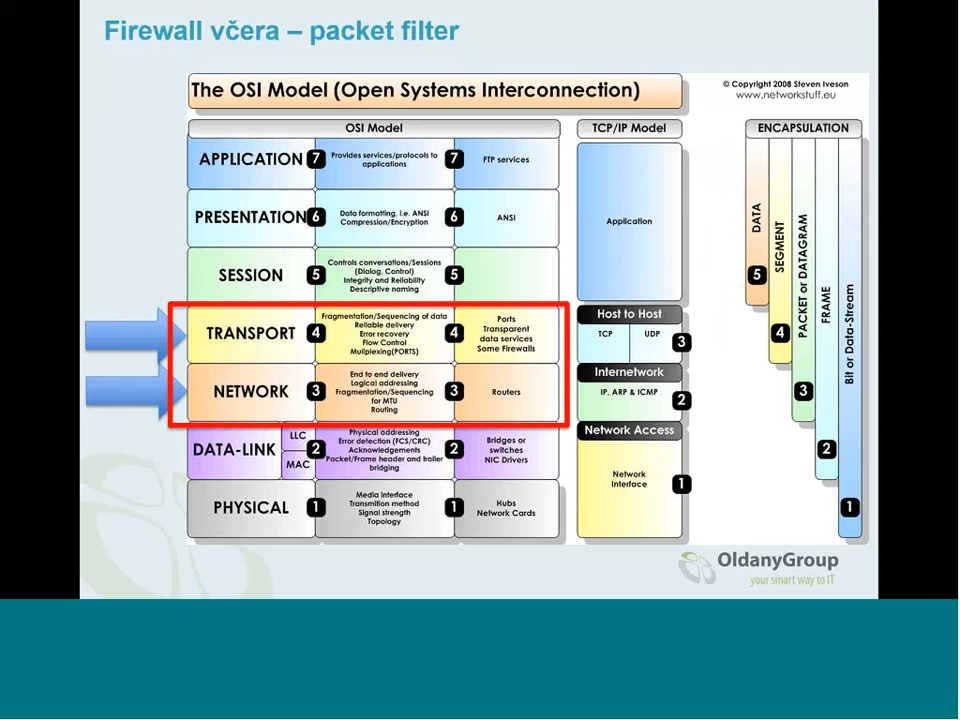 Firewall včera – packet filter
The OSI Model (Open Systems Interconnection)
© Copyright 2008 Steven Iveson
www.networkstuff.eu
OSI Model
TCP/IP Model
ENCAPSULATION
APPLICATION
7
Provides services/protocols to
applications
7
FTP services
PRESENTATION
6
Data formatting, i.e. ANSI
Compression/Encryption
6
ANSI
SESSION
5
Controls conversations/Sessions
(Dialog, Control)
Integrity and Reliability
Descriptive naming
5
TRANSPORT
4
Fragmentation/Sequencing of data
Reliable delivery
Error recovery
Flow Control
Muliplexing(PORTS)
4
Ports
Transparent
data services
Some Firewalls
NETWORK
3
End to end delivery
Logical addressing
Fragmentation/Sequencing
for MTU
Routing
3
Routers
DATA-LINK
LLC
MAC
2
Physical addressing
Error detection (FCS/CRC)
Acknowledgements
Packet/Frame header and trailer
bridging
2
Bridges or
switches
NIC Drivers
PHYSICAL
1
Media interface
Transmition method
Signal strength
Topology
1
Hubs
Network Cards
Application
Host to Host
TCP
UDP
3
Internetwork
IP, ARP & ICMP
2
Network Access
Network
Interface
1
DATA
5
SEGMENT
4
PACKET or DATAGRAM
3
FRAME
2
Bit or Data-Stream
1
OldanyGroup
your smart way to IT